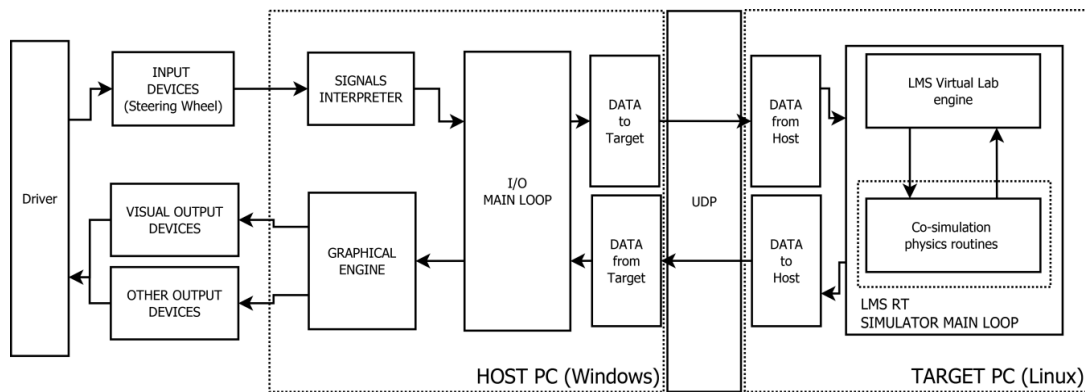 Driver
INPUT
DEVICES
(Steering Wheel)
VISUAL OUTPUT
DEVICES
OTHER OUTPUT
DEVICES
SIGNALS
INTERPRETER
GRAPHICAL
ENGINE
I/O
MAIN LOOP
DATA
to
Target
DATA
from
Target
HOST PC (Windows)
UDP
DATA
from
Host
DATA
to
Host
LMS Virtual Lab
engine
Co-simulation
physics routines
LMS RT
SIMULATOR MAIN LOOP
TARGET PC (Linux)